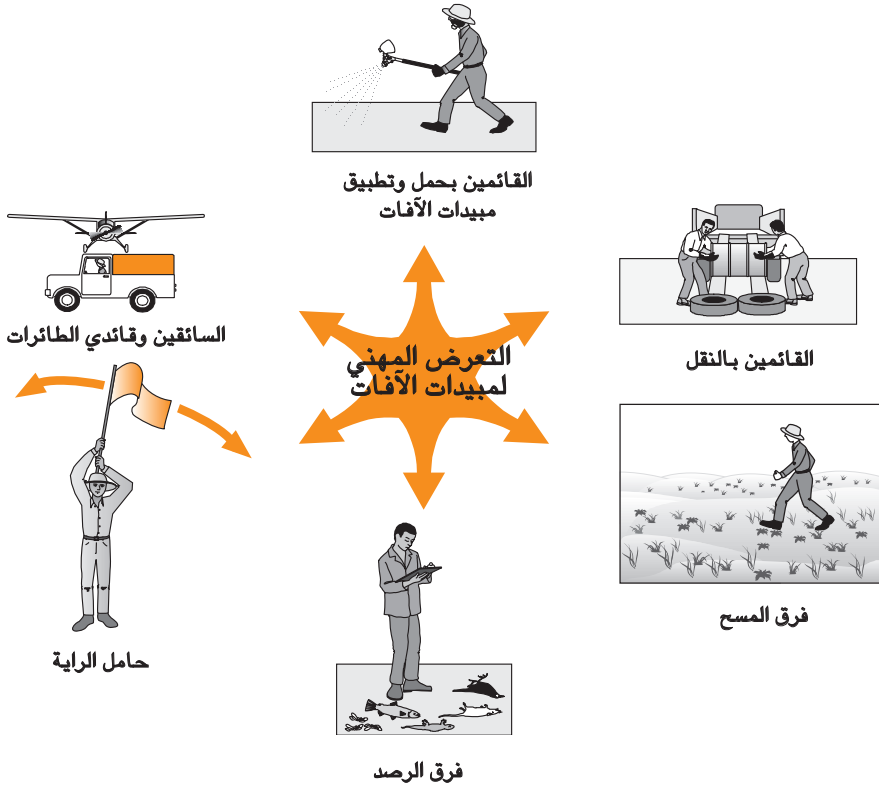 القائمين بحمل وتطبيق
مبيدات الآفات
القائمين بالنقل
السائقين وقائدي الطائرات
التعرض المهني
لمبيدات الآفات
فرق المسح
حامل الراية
فرق الرصد